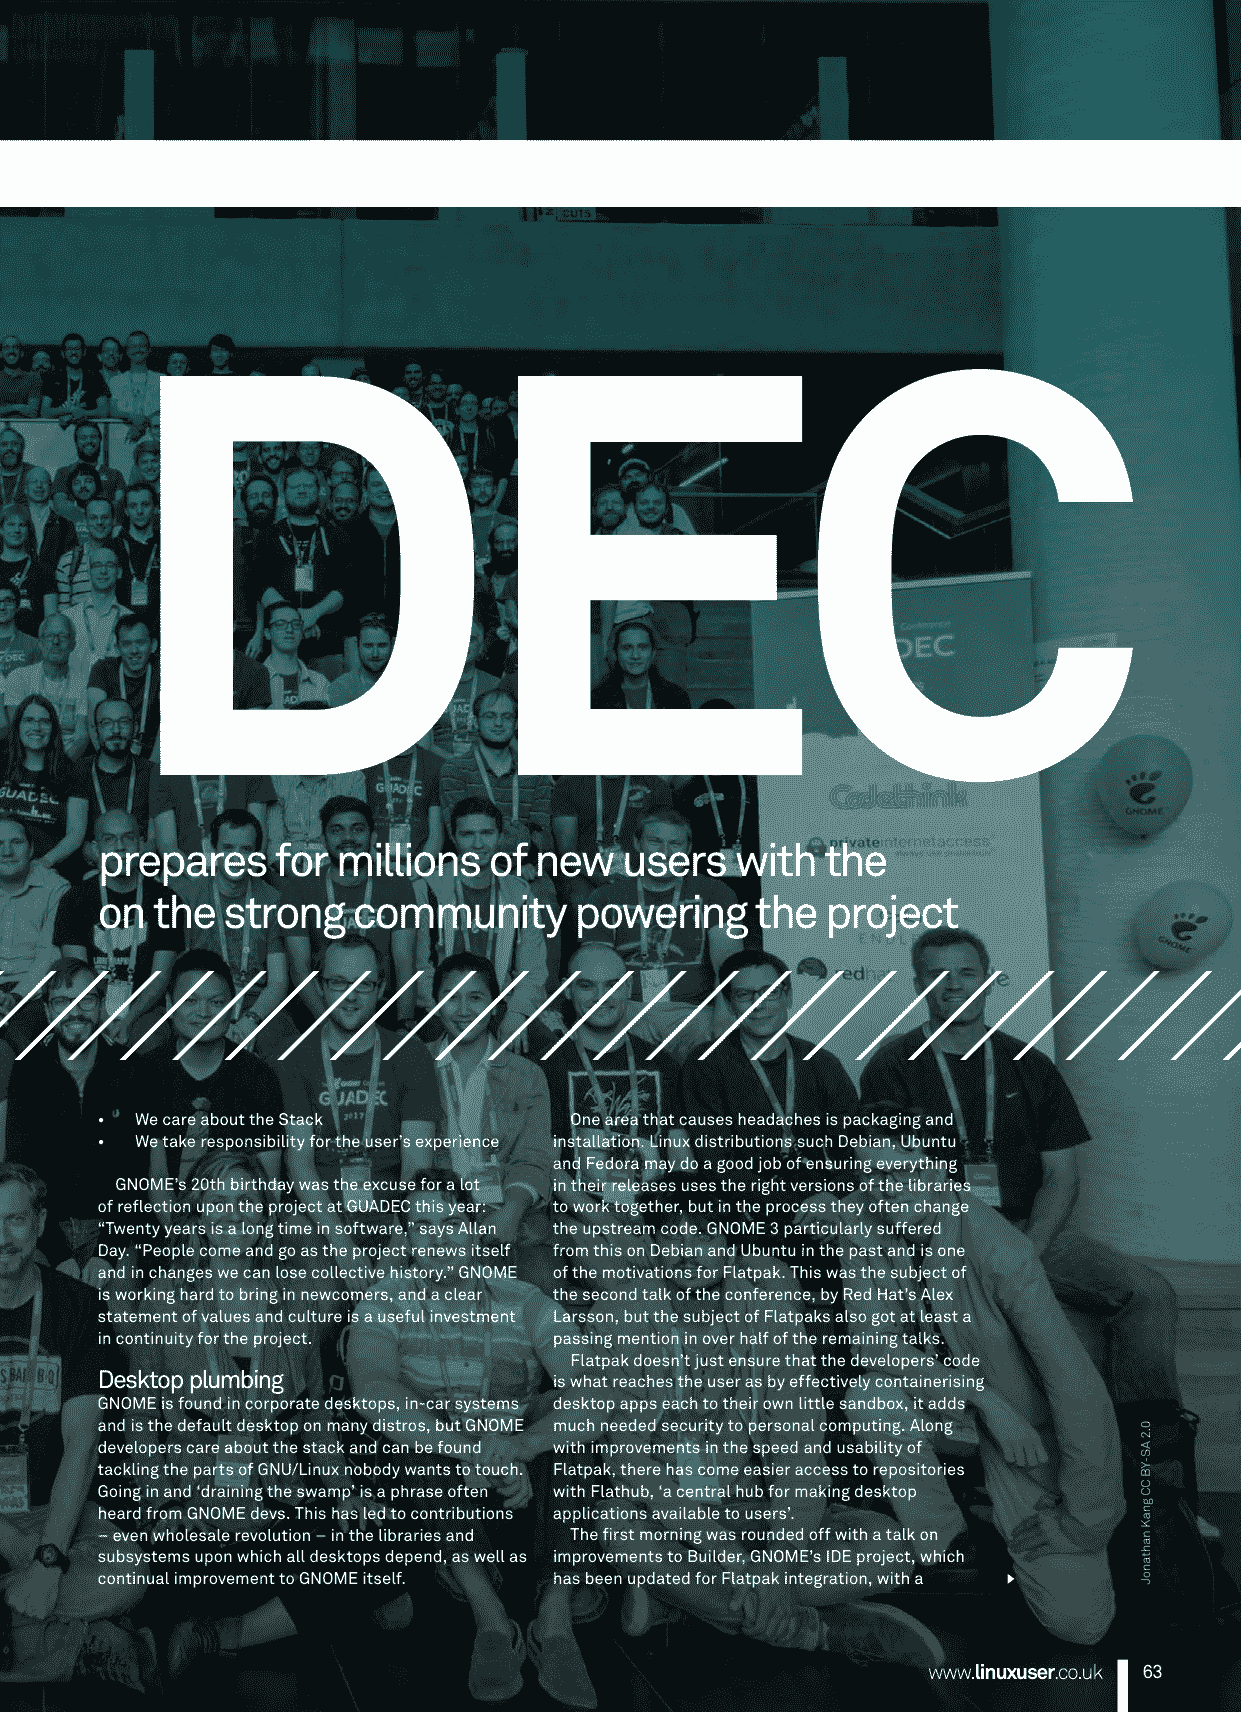 CUTS
DEC
DEC
GUADEC
GUADEC
Codethink
GNOME
privateinternetaccess
prepares for millions of new users with the
on the strong community powering the project
GNOME
redha
GUADEC
2017
• We care about the Stack
• We take responsibility for the user’s experience
GNOME’s 20th birthday was the excuse for a lot
of reflection upon the project at GUADEC this year:
“Twenty years is a long time in software,” says Allan
Day. “People come and go as the project renews itself
and in changes we can lose collective history.” GNOME
is working hard to bring in newcomers, and a clear
statement of values and culture is a useful investment
in continuity for the project.
Desktop plumbing
GNOME is found in corporate desktops, in-car systems
and is the default desktop on many distros, but GNOME
developers care about the stack and can be found
tackling the parts of GNU/Linux nobody wants to touch.
Going in and ‘draining the swamp’ is a phrase often
heard from GNOME devs. This has led to contributions
– even wholesale revolution – in the libraries and
subsystems upon which all desktops depend, as well as
continual improvement to GNOME itself.
One area that causes headaches is packaging and
installation. Linux distributions such Debian, Ubuntu
and Fedora may do a good job of ensuring everything
in their releases uses the right versions of the libraries
to work together, but in the process they often change
the upstream code. GNOME 3 particularly suffered
from this on Debian and Ubuntu in the past and is one
of the motivations for Flatpak. This was the subject of
the second talk of the conference, by Red Hat’s Alex
Larsson, but the subject of Flatpaks also got at least a
passing mention in over half of the remaining talks.
Flatpak doesn’t just ensure that the developers’ code
is what reaches the user as by effectively containerising
desktop apps each to their own little sandbox, it adds
much needed security to personal computing. Along
with improvements in the speed and usability of
Flatpak, there has come easier access to repositories
with Flathub, ‘a central hub for making desktop
applications available to users’.
The first morning was rounded off with a talk on
improvements to Builder, GNOME’s IDE project, which
has been updated for Flatpak integration, with a
Jonathan Kang CC BY-SA 2.0
www.linuxuser.co.uk
63